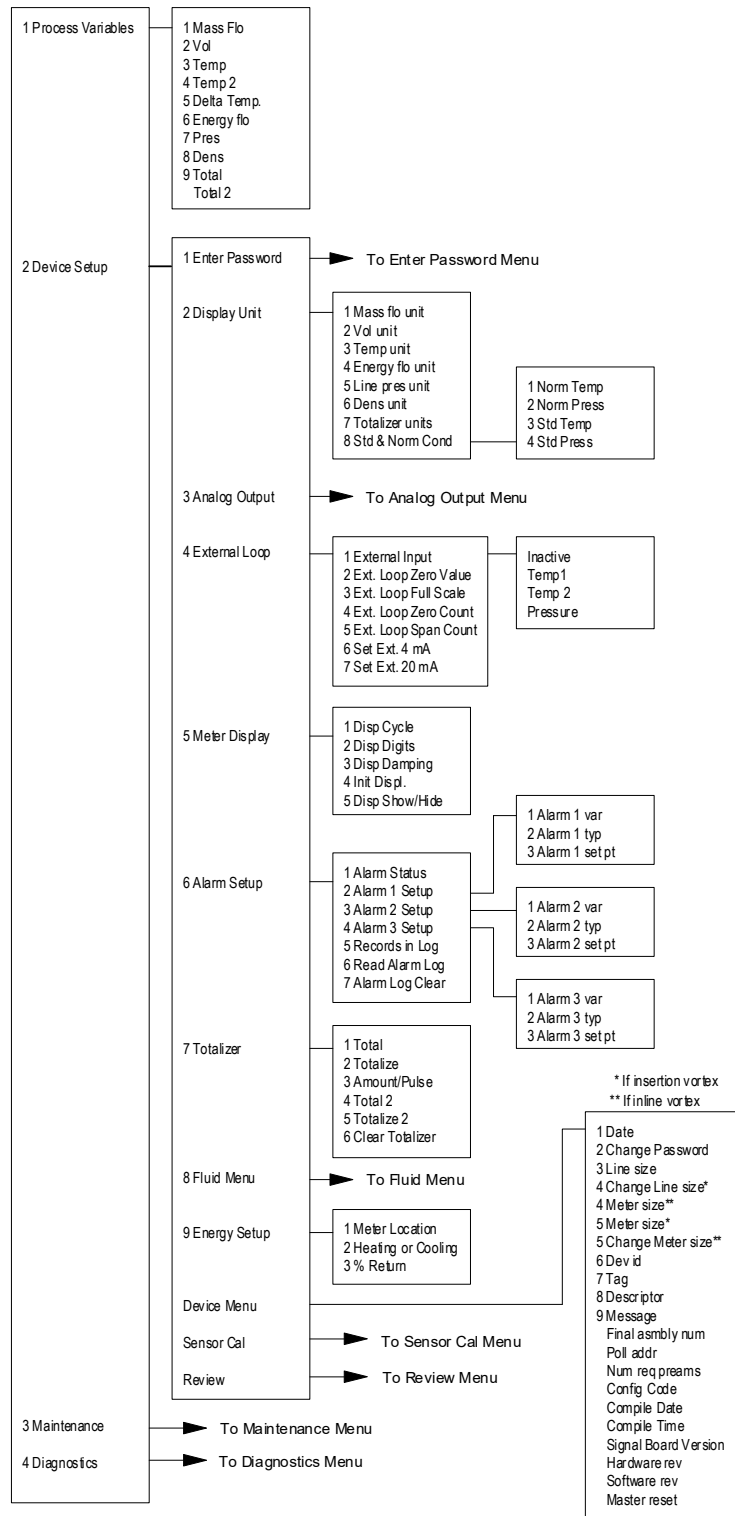 1 Process Variables
1 Mass Flo
2 Vol
3 Temp
4 Temp 2
5 Delta Temp.
6 Energy flo
7 Pres
8 Dens
9 Total
Total 2
2 Device Setup
1 Enter Password
To Enter Password Menu
2 Display Unit
1 Mass flo unit
2 Vol unit
3 Temp unit
4 Energy flo unit
5 Line pres unit
6 Dens unit
7 Totalizer units
8 Std & Norm Cond
1 Norm Temp
2 Norm Press
3 Std Temp
4 Std Press
3 Analog Output
To Analog Output Menu
4 External Loop
1 External Input
2 Ext. Loop Zero Value
3 Ext. Loop Full Scale
4 Ext. Loop Zero Count
5 Ext. Loop Span Count
6 Set Ext. 4 mA
7 Set Ext. 20 mA
Inactive
Temp1
Temp 2
Pressure
5 Meter Display
1 Disp Cycle
2 Disp Digits
3 Disp Damping
4 Init Displ.
5 Disp Show/Hide
6 Alarm Setup
1 Alarm Status
2 Alarm 1 Setup
3 Alarm 2 Setup
4 Alarm 3 Setup
5 Records in Log
6 Read Alarm Log
7 Alarm Log Clear
1 Alarm 1 var
2 Alarm 1 typ
3 Alarm 1 set pt
1 Alarm 2 var
2 Alarm 2 typ
3 Alarm 2 set pt
1 Alarm 3 var
2 Alarm 3 typ
3 Alarm 3 set pt
7 Totalizer
1 Total
2 Totalize
3 Amount/Pulse
4 Total 2
5 Totalize 2
6 Clear Totalizer
8 Fluid Menu
To Fluid Menu
9 Energy Setup
1 Meter Location
2 Heating or Cooling
3 % Return
Device Menu
* If insertion vortex
** If inline vortex
1 Date
2 Change Password
3 Line size
4 Change Line size*
4 Meter size**
5 Meter size*
5 Change Meter size**
6 Dev id
7 Tag
8 Descriptor
9 Message
Final asmbly num
Poll addr
Num req preams
Config Code
Compile Date
Compile Time
Signal Board Version
Hardware rev
Software rev
Master reset
Sensor Cal
To Sensor Cal Menu
Review
To Review Menu
3 Maintenance
To Maintenance Menu
4 Diagnostics
To Diagnostics Menu